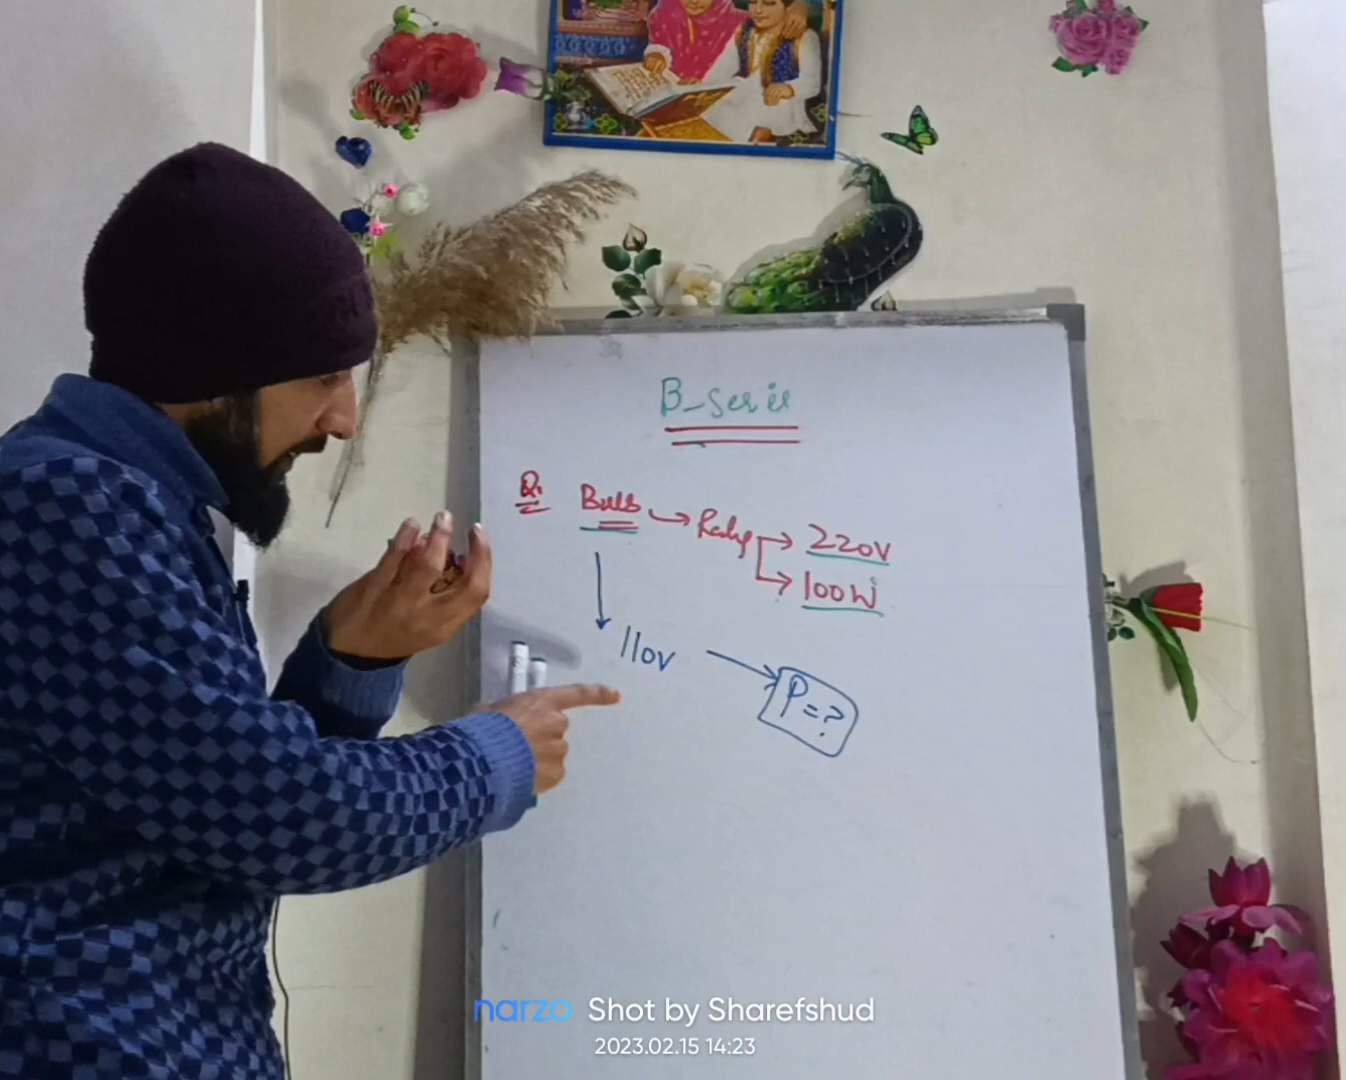 B-Series
Q. Bulb → Rating → 220V
→ 100W
110V → P=?
narzo Shot by Sharefshud
2023.02.15 14:23